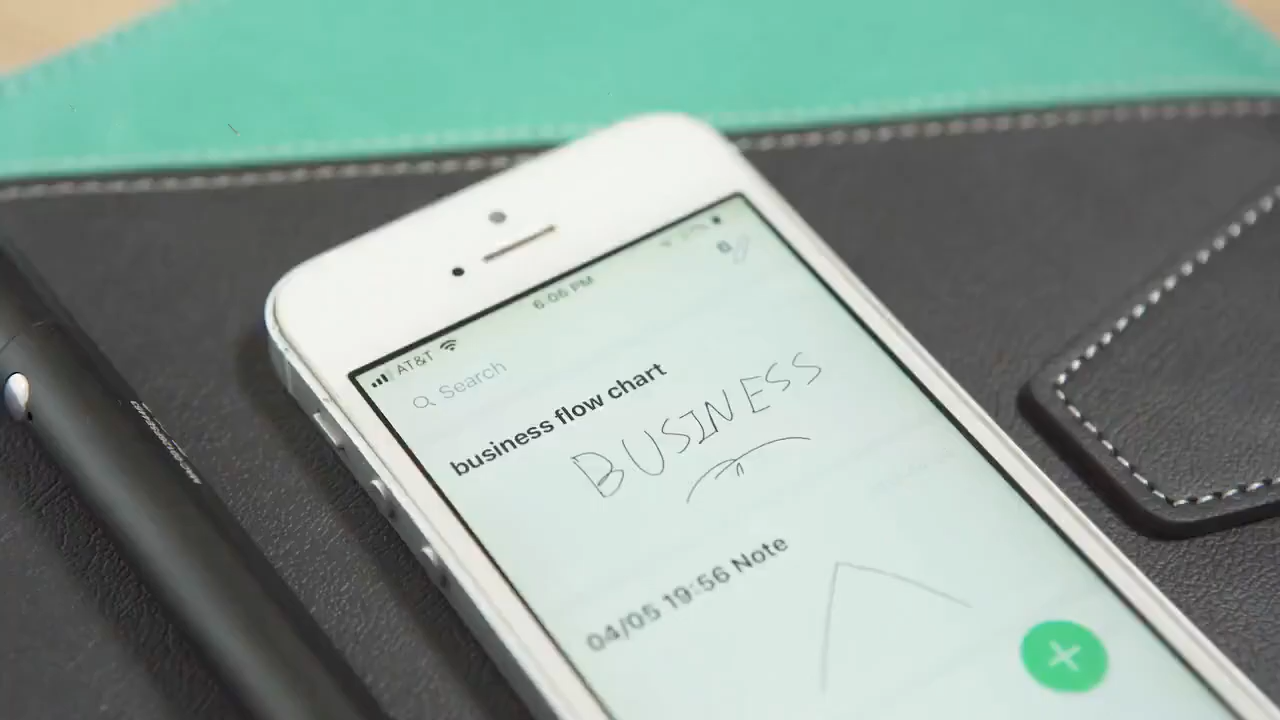 AT&T
6:06 PM
Search
business flow chart
BUSINESS
04/05 19:56 Note